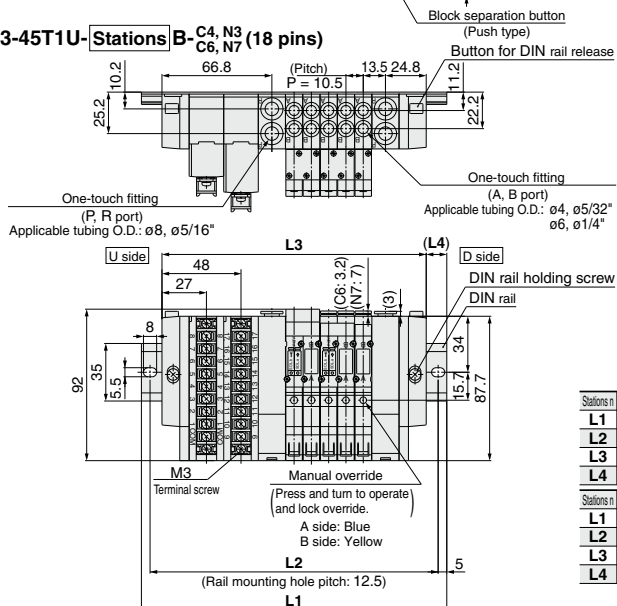 Block separation button
(Push type)
3-45T1U- Stations B- C4, N3 C6, N7 (18 pins)
Button for DIN rail release
66.8
(Pitch)
P = 10.5
13.5
24.8
10.2
25.2
11.2
22.2
One-touch fitting
(P, R port)
Applicable tubing O.D.: ø8, ø5/16"
One-touch fitting
(A, B port)
Applicable tubing O.D.: ø4, ø5/32"
ø6, ø1/4"
U side
L3
(L4)
D side
48
27
(C6: 3.2)
(N7: 7)
(3)
DIN rail holding screw
DIN rail
8
92
35
5.5
34
15.7
87.7
M3
Terminal screw
Manual override
(Press and turn to operate
and lock override.)
A side: Blue
B side: Yellow
L2
5
(Rail mounting hole pitch: 12.5)
L1
Stations n
L1
L2
L3
L4
Stations n
L1
L2
L3
L4